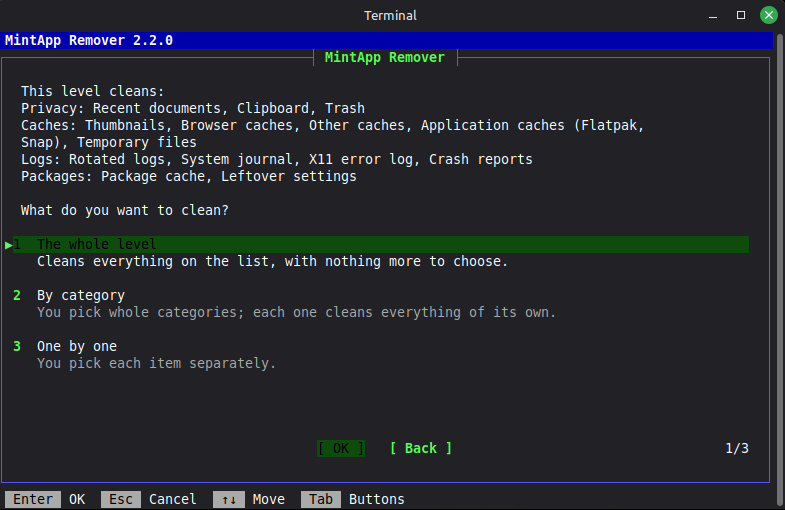 Terminal
MintApp Remover 2.2.0
MintApp Remover
This level cleans:
Privacy: Recent documents, Clipboard, Trash
Caches: Thumbnails, Browser caches, Other caches, Application caches (Flatpak,
Snap), Temporary files
Logs: Rotated logs, System journal, X11 error log, Crash reports
Packages: Package cache, Leftover settings
What do you want to clean?
▶1 The whole level
Cleans everything on the list, with nothing more to choose.
2 By category
You pick whole categories; each one cleans everything of its own.
3 One by one
You pick each item separately.
[ OK ] [ Back ] 1/3
Enter OK Esc Cancel ↑↓ Move Tab Buttons